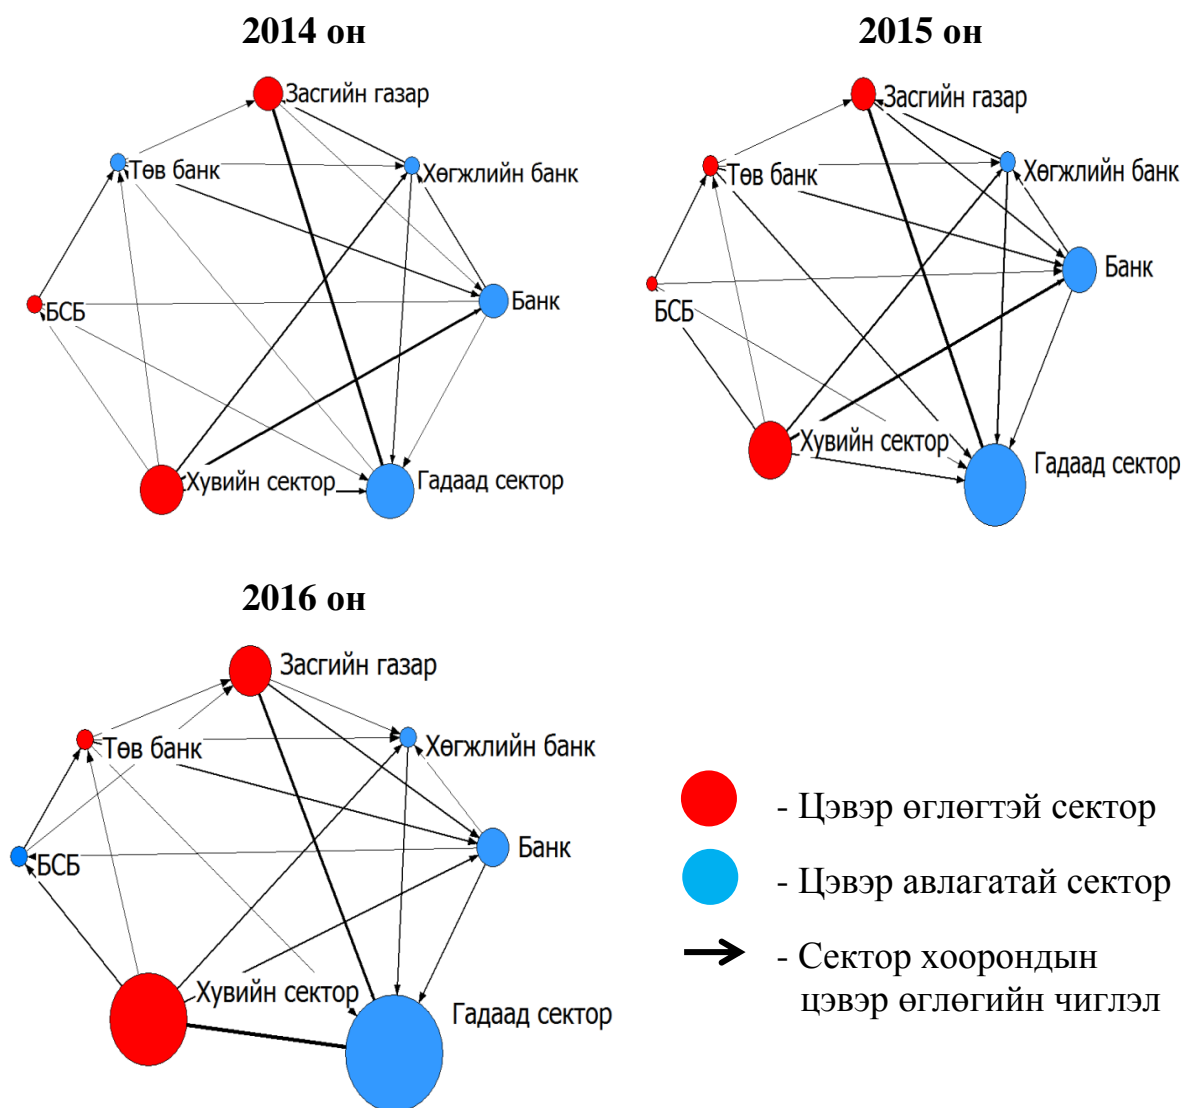 2014 он
Засгийн газар
Төв банк
Хөгжлийн банк
БСБ
Банк
Хувийн сектор
Гадаад сектор
2015 он
Засгийн газар
Төв банк
Хөгжлийн банк
Банк
БСБ
Хувийн сектор
Гадаад сектор
2016 он
Засгийн газар
Төв банк
Хөгжлийн банк
БСБ
Банк
Хувийн сектор
Гадаад сектор
- Цэвэр өглөгтэй сектор
- Цэвэр авлагатай сектор
- Сектор хоорондын
цэвэр өглөгийн чиглэл